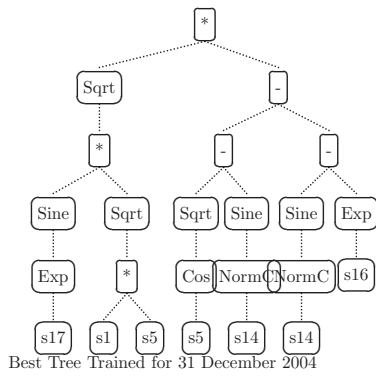 *
Sqrt -
* - -
Sine Sqrt Sqrt Sine Sine Exp
Exp * Cos NormC NormC s16
s17 s1 s5 s5 s14 s14
Best Tree Trained for 31 December 2004